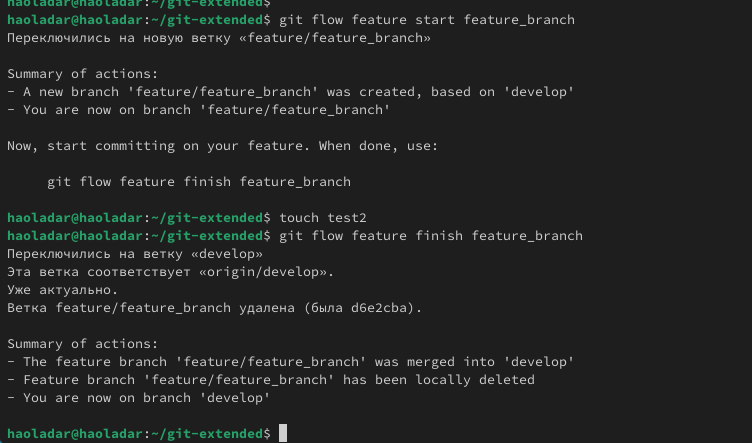 haoladar@haoladar:~/git-extended$
haoladar@haoladar:~/git-extended$ git flow feature start feature_branch
Переключились на новую ветку «feature/feature_branch»
Summary of actions:
- A new branch 'feature/feature_branch' was created, based on 'develop'
- You are now on branch 'feature/feature_branch'
Now, start committing on your feature. When done, use:
git flow feature finish feature_branch
haoladar@haoladar:~/git-extended$ touch test2
haoladar@haoladar:~/git-extended$ git flow feature finish feature_branch
Переключились на ветку «develop»
Эта ветка соответствует «origin/develop».
Уже актуально.
Ветка feature/feature_branch удалена (была d6e2cba).
Summary of actions:
- The feature branch 'feature/feature_branch' was merged into 'develop'
- Feature branch 'feature/feature_branch' has been locally deleted
- You are now on branch 'develop'
haoladar@haoladar:~/git-extended$